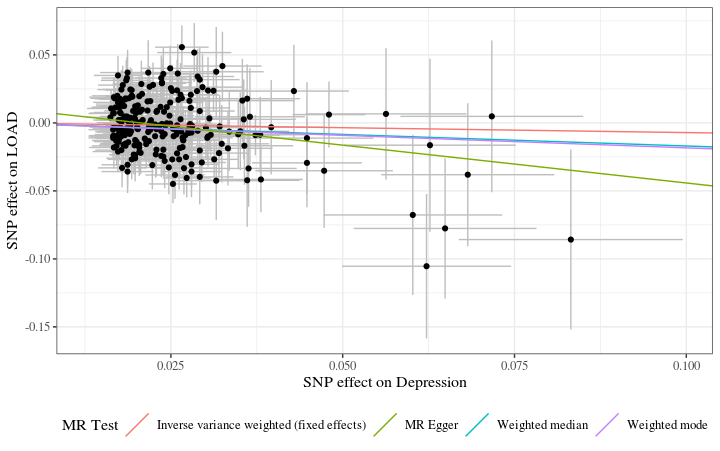 0.05
0.00
-0.05
-0.10
-0.15
SNP effect on LOAD
0.025
0.050
0.075
0.100
SNP effect on Depression
MR Test
Inverse variance weighted (fixed effects)
MR Egger
Weighted median
Weighted mode